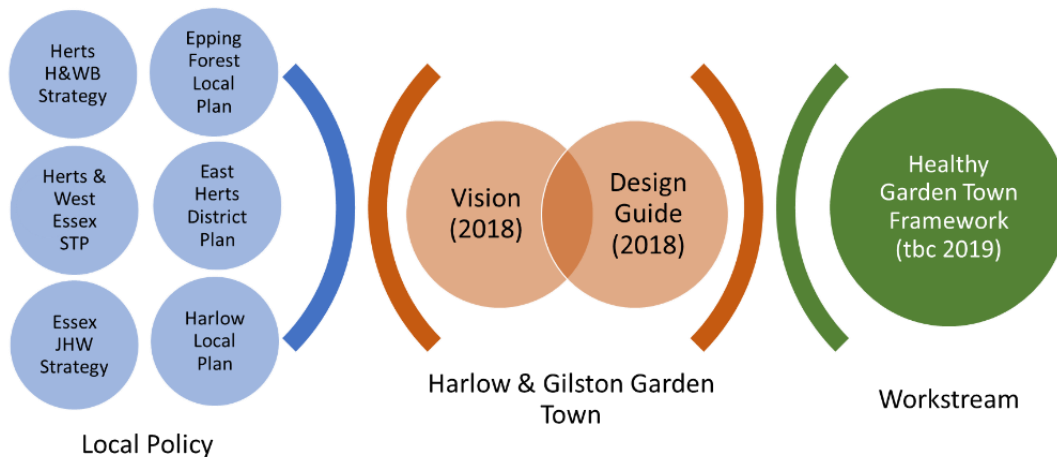 Herts
H&WB
Strategy
Epping
Forest
Local
Plan
Herts &
West
Essex
STP
East
Herts
District
Plan
Essex
JHW
Strategy
Harlow
Local
Plan
Local Policy
Vision
(2018)
Design
Guide
(2018)
Harlow & Gilston Garden
Town
Healthy
Garden Town
Framework
(tbc 2019)
Workstream